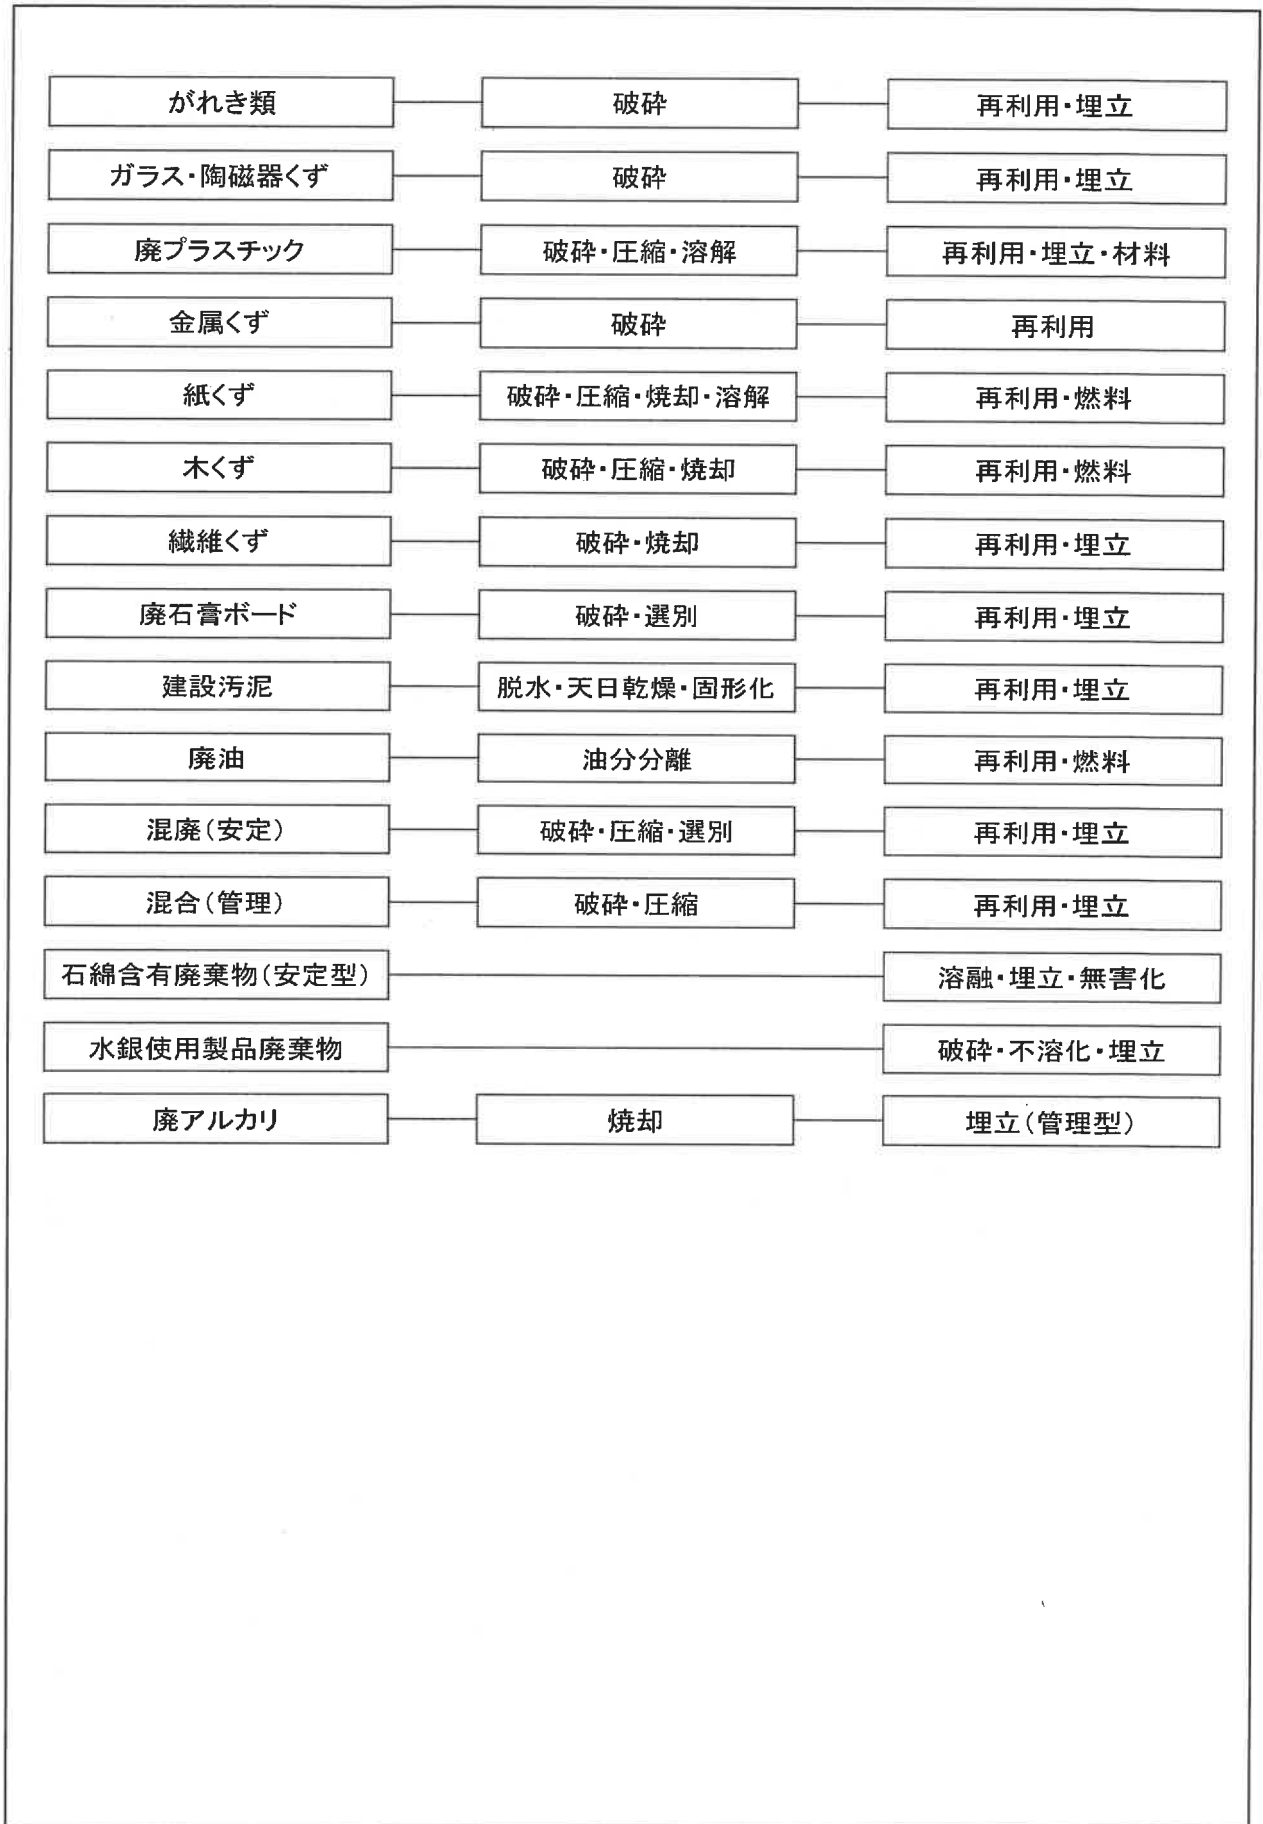 がれき類 破砕 再利用・埋立
ガラス・陶磁器くず 破砕 再利用・埋立
廃プラスチック 破砕・圧縮・溶解 再利用・埋立・材料
金属くず 破砕 再利用
紙くず 破砕・圧縮・焼却・溶解 再利用・燃料
木くず 破砕・圧縮・焼却 再利用・燃料
繊維くず 破砕・焼却 再利用・埋立
廃石膏ボード 破砕・選別 再利用・埋立
建設汚泥 脱水・天日乾燥・固形化 再利用・埋立
廃油 油分分離 再利用・燃料
混廃(安定) 破砕・圧縮・選別 再利用・埋立
混合(管理) 破砕・圧縮 再利用・埋立
石綿含有廃棄物(安定型) 溶融・埋立・無害化
水銀使用製品廃棄物 破砕・不溶化・埋立
廃アルカリ 焼却 埋立(管理型)